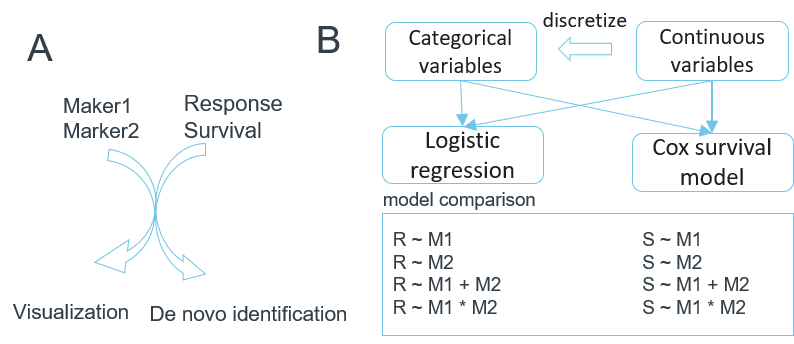 A
Maker1
Marker2
Response
Survival
Visualization
De novo identification
B
Categorical
variables
discretize
Continuous
variables
Logistic
regression
Cox survival
model
model comparison
R ~ M1
R ~ M2
R ~ M1 + M2
R ~ M1 * M2
S ~ M1
S ~ M2
S ~ M1 + M2
S ~ M1 * M2